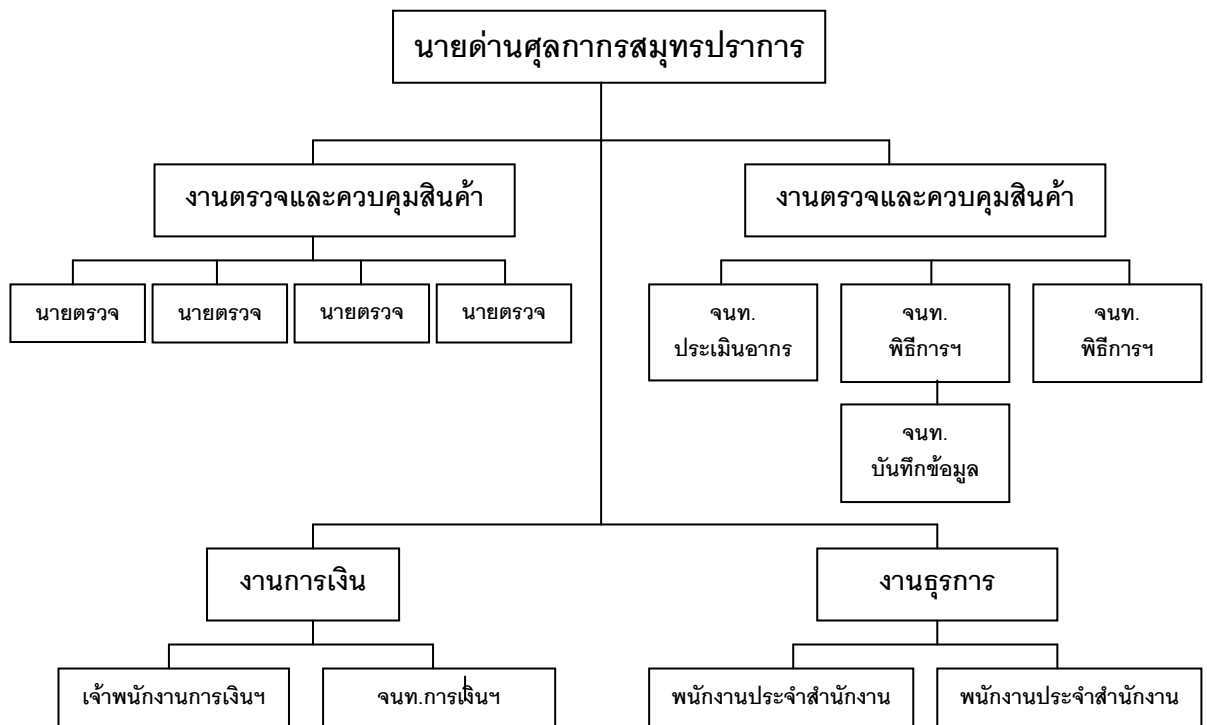 นายด่านศุลกากรสมุทรปราการ
งานตรวจและควบคุมสินค้า
งานตรวจและควบคุมสินค้า
นายตรวจ
นายตรวจ
นายตรวจ
นายตรวจ
จนท.
ประเมินอากร
จนท.
พิธีการฯ
จนท.
พิธีการฯ
จนท.
บันทึกข้อมูล
งานการเงิน
งานธุรการ
เจ้าพนักงานการเงินฯ
จนท.การเงินฯ
พนักงานประจำสำนักงาน
พนักงานประจำสำนักงาน